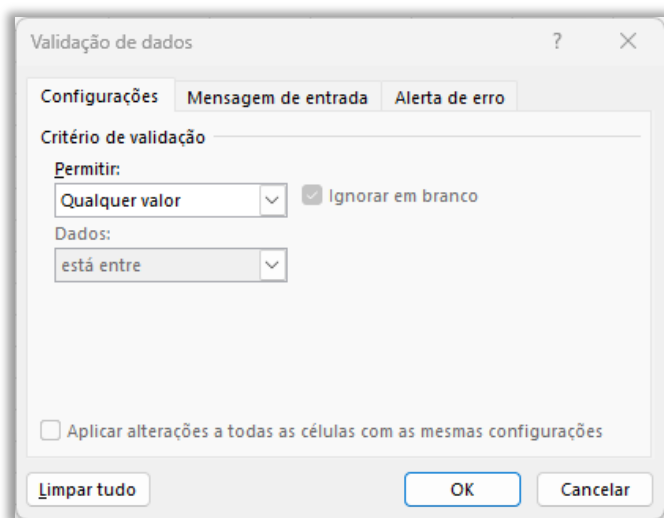 Validação de dados ?
Configurações Mensagem de entrada Alerta de erro
Critério de validação
Permitir:
Qualquer valor Ignorar em branco
Dados:
está entre
Aplicar alterações a todas as células com as mesmas configurações
Limpar tudo OK Cancelar